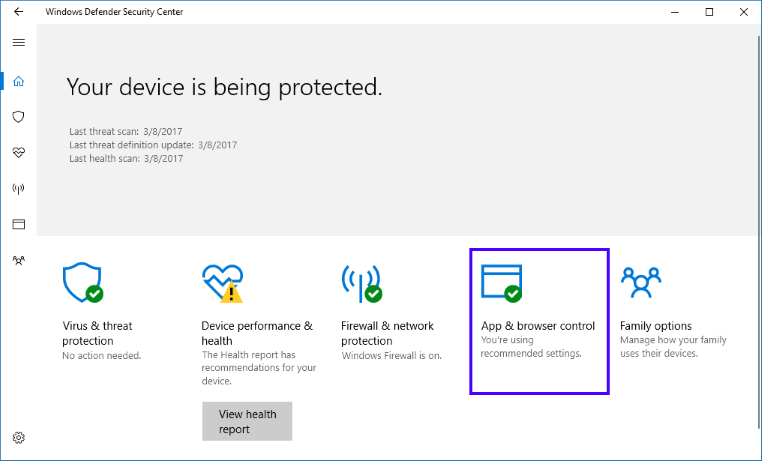 Windows Defender Security Center
Your device is being protected.
Last threat scan: 3/8/2017
Last threat definition update: 3/8/2017
Last health scan: 3/8/2017
Virus & threat
protection
No action needed.
Device performance &
health
The Health report has
recommendations for your
device.
View health
report
Firewall & network
protection
Windows Firewall is on.
App & browser control
You're using
recommended settings.
Family options
Manage how your family
uses their devices.